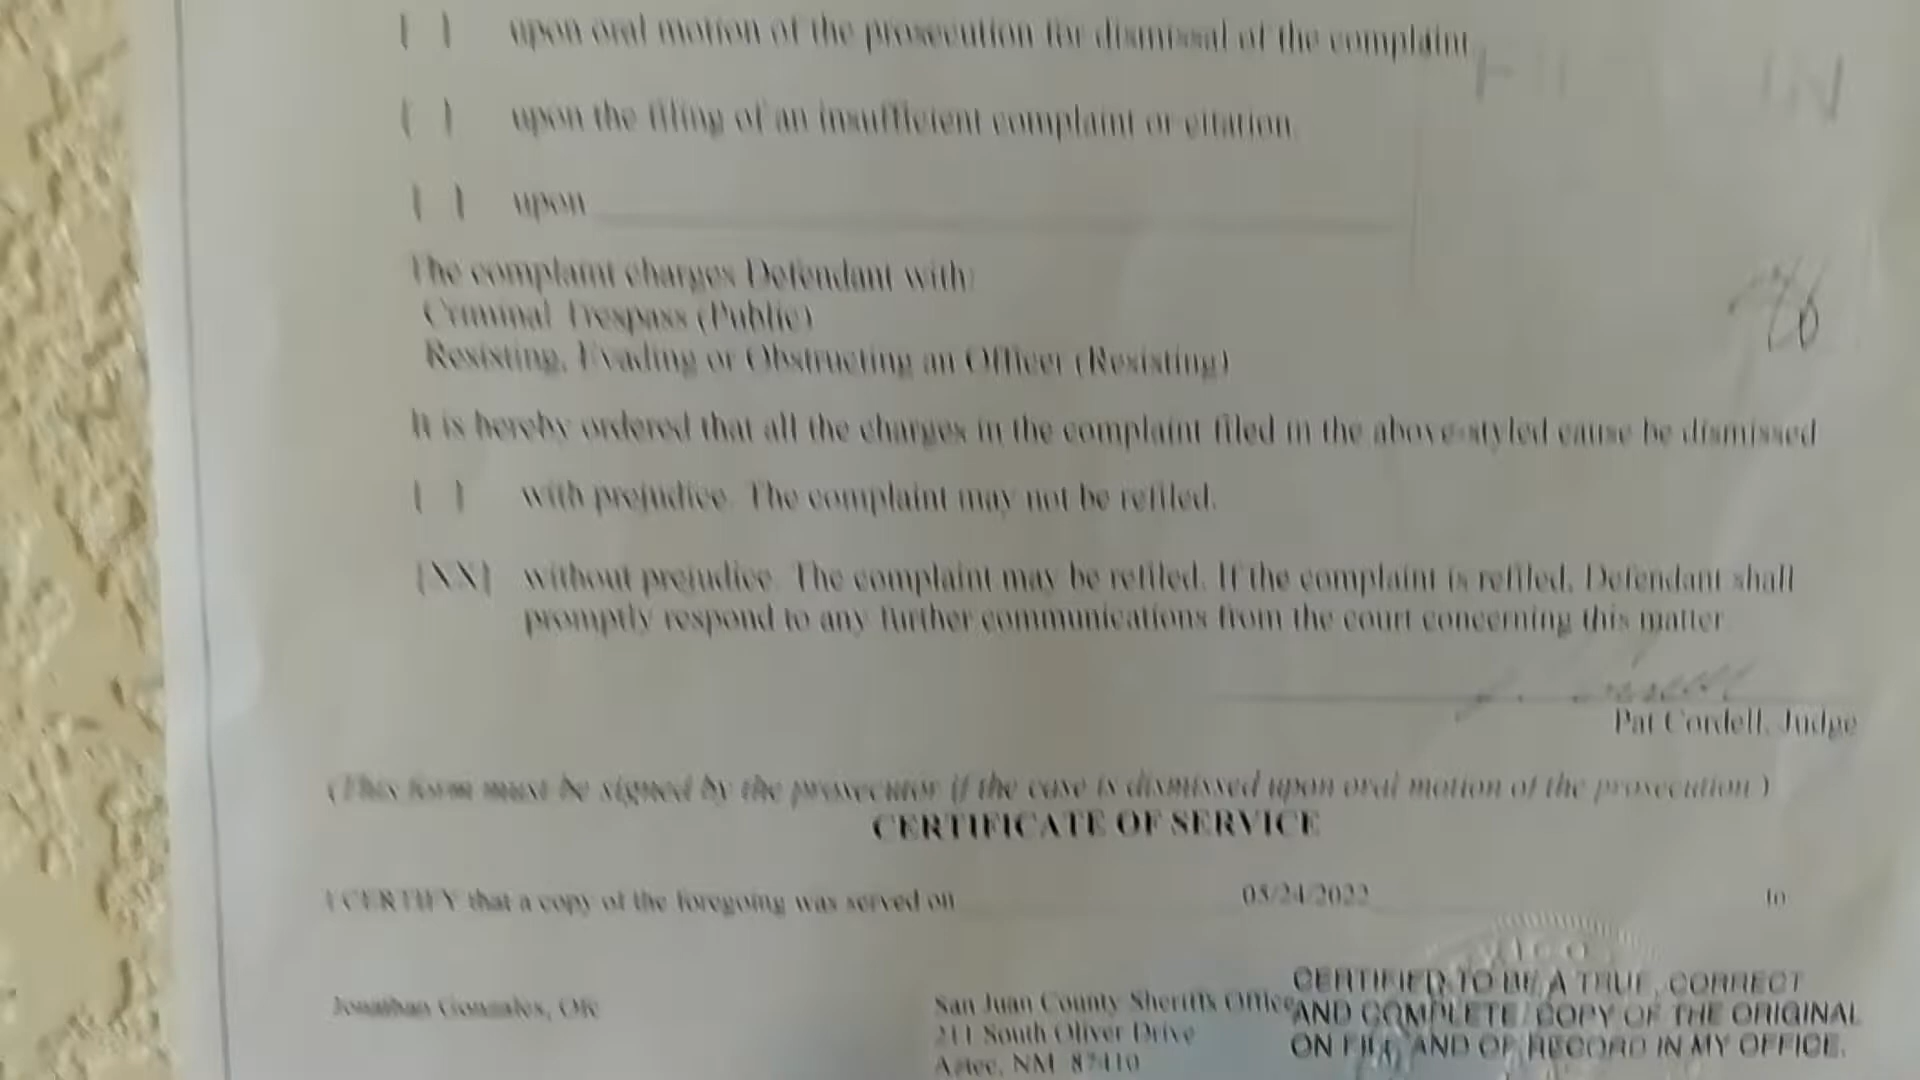 [ ] upon oral motion of the prosecution for dismissal of the complaint
[ ] upon the filing of an insufficient complaint or citation.
[ ] upon
The complaint charges Defendant with:
Criminal Trespass (Public)
Resisting, Evading or Obstructing an Officer (Resisting)
It is hereby ordered that all the charges in the complaint filed in the above-styled cause be dismissed
[ ] with prejudice. The complaint may not be refiled.
[XX] without prejudice. The complaint may be refiled. If the complaint is refiled, Defendant shall
promptly respond to any further communications from the court concerning this matter
Pat Cordell, Judge
(This form must be signed by the prosecutor if the case is dismissed upon oral motion of the prosecution.)
CERTIFICATE OF SERVICE
I CERTIFY that a copy of the foregoing was served on 05/24/2022 to
Jonathan Gonzales, Ofc
San Juan County Sheriffs Office
211 South Oliver Drive
Aztec, NM 87410
CERTIFIED TO BE A TRUE, CORRECT
AND COMPLETE COPY OF THE ORIGINAL
ON FILE AND OF RECORD IN MY OFFICE.